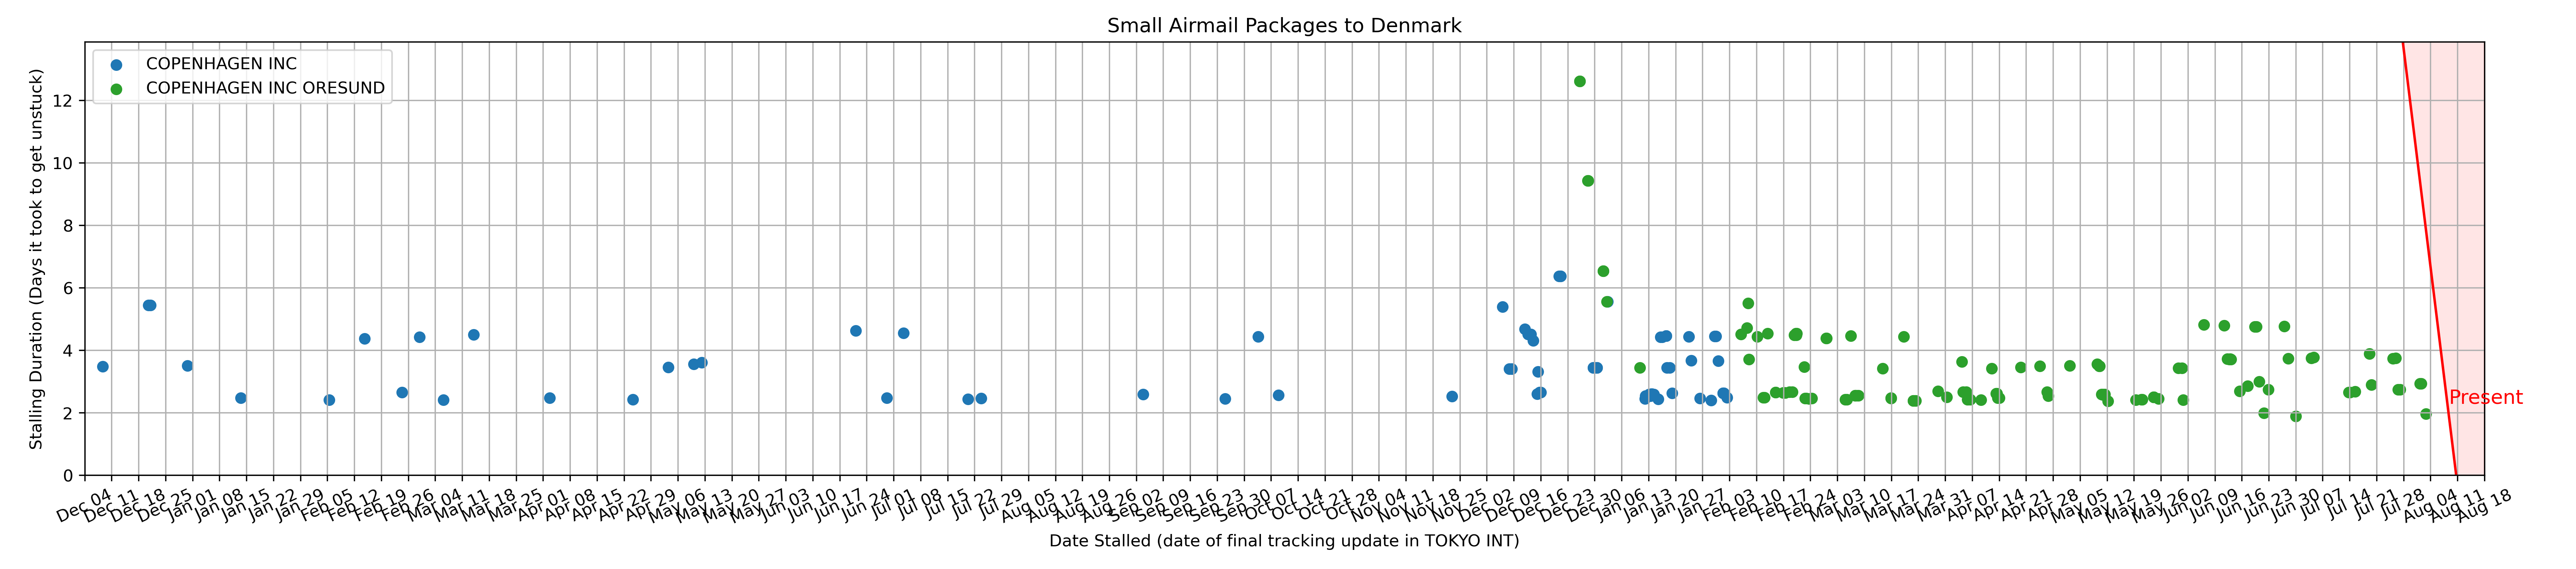 Small Airmail Packages to Denmark
COPENHAGEN INC
COPENHAGEN INC ORESUND
Stalling Duration (Days it took to get unstuck)
12
10
8
6
4
2
0
Present
Dec 04
Dec 11
Dec 18
Dec 25
Jan 01
Jan 08
Jan 15
Jan 22
Jan 29
Feb 05
Feb 12
Feb 19
Feb 26
Mar 04
Mar 11
Mar 18
Mar 25
Apr 01
Apr 08
Apr 15
Apr 22
Apr 29
May 06
May 13
May 20
May 27
Jun 03
Jun 10
Jun 17
Jun 24
Jul 01
Jul 08
Jul 15
Jul 22
Jul 29
Aug 05
Aug 12
Aug 19
Aug 26
Sep 02
Sep 09
Sep 16
Sep 23
Sep 30
Oct 07
Oct 14
Oct 21
Oct 28
Nov 04
Nov 11
Nov 18
Nov 25
Dec 02
Dec 09
Dec 16
Dec 23
Dec 30
Jan 06
Jan 13
Jan 20
Jan 27
Feb 03
Feb 10
Feb 17
Feb 24
Mar 03
Mar 10
Mar 17
Mar 24
Mar 31
Apr 07
Apr 14
Apr 21
Apr 28
May 05
May 12
May 19
May 26
Jun 02
Jun 09
Jun 16
Jun 23
Jun 30
Jul 07
Jul 14
Jul 21
Jul 28
Aug 04
Aug 11
Aug 18
Date Stalled (date of final tracking update in TOKYO INT)